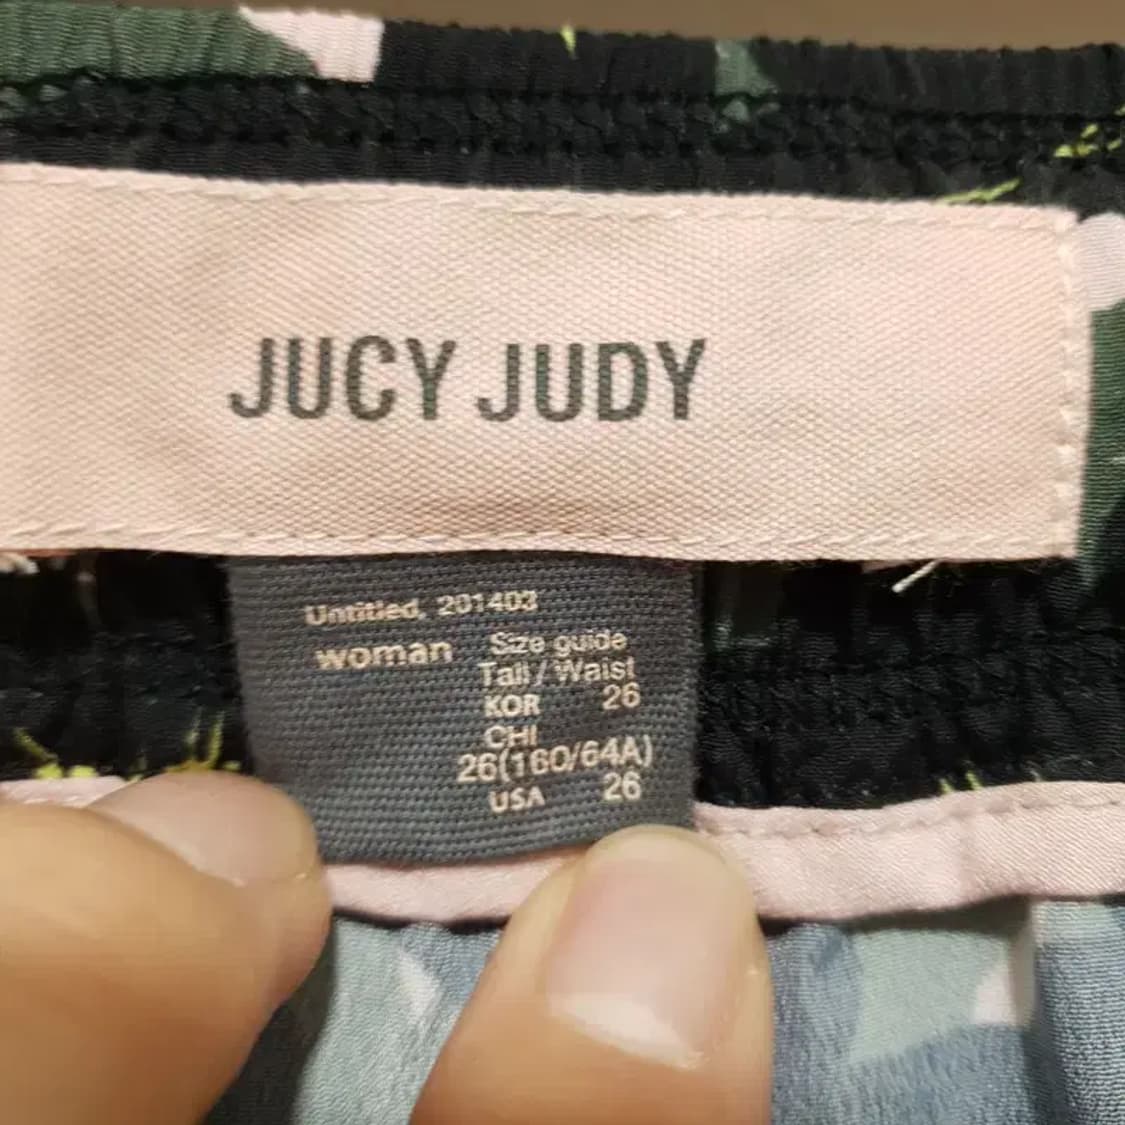 JUCY JUDY
Untitled, 201403
woman
Size guide
Tall / Waist
KOR 26
CHI
26(160/64A)
USA 26